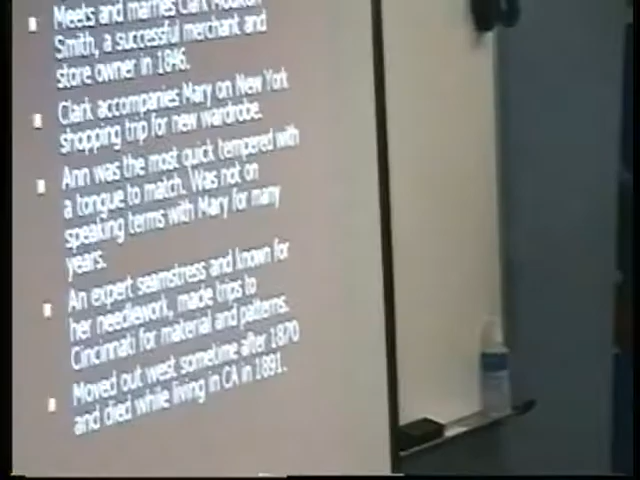 Meets and marries Clark
Smith, a successful merchant and
store owner in 1846.
Clark accompanies Mary on New York
shopping trip for new wardrobe.
Ann was the most quick tempered with
a tongue to match. Was not on
speaking terms with Mary for many
years.
An expert seamstress and known for
her needlework, made trips to
Cincinnati for material and patterns.
Moved out west sometime after 1870
and died while living in CA in 1891.